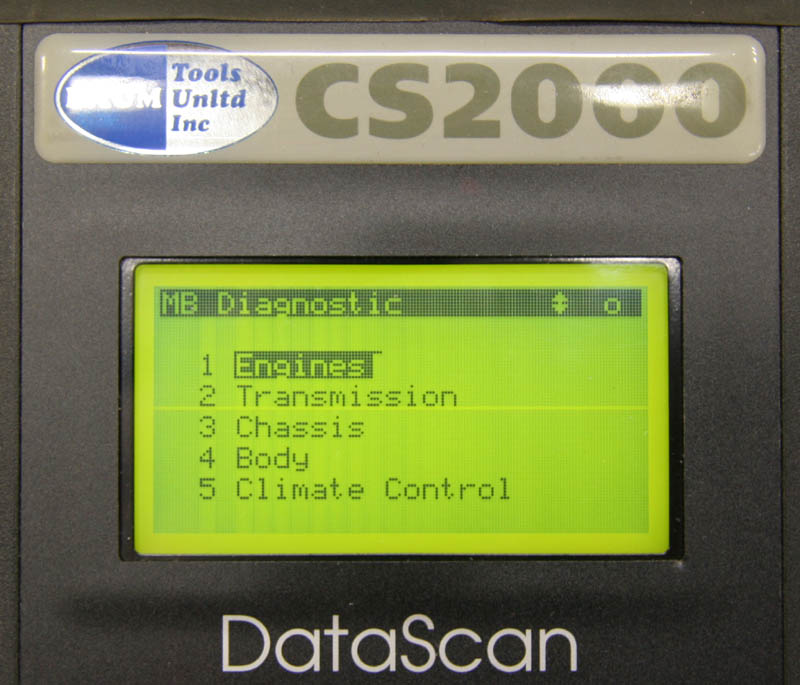 Tools
Unltd
Inc
CS2000
MB Diagnostic o
1 Engines
2 Transmission
3 Chassis
4 Body
5 Climate Control
DataScan